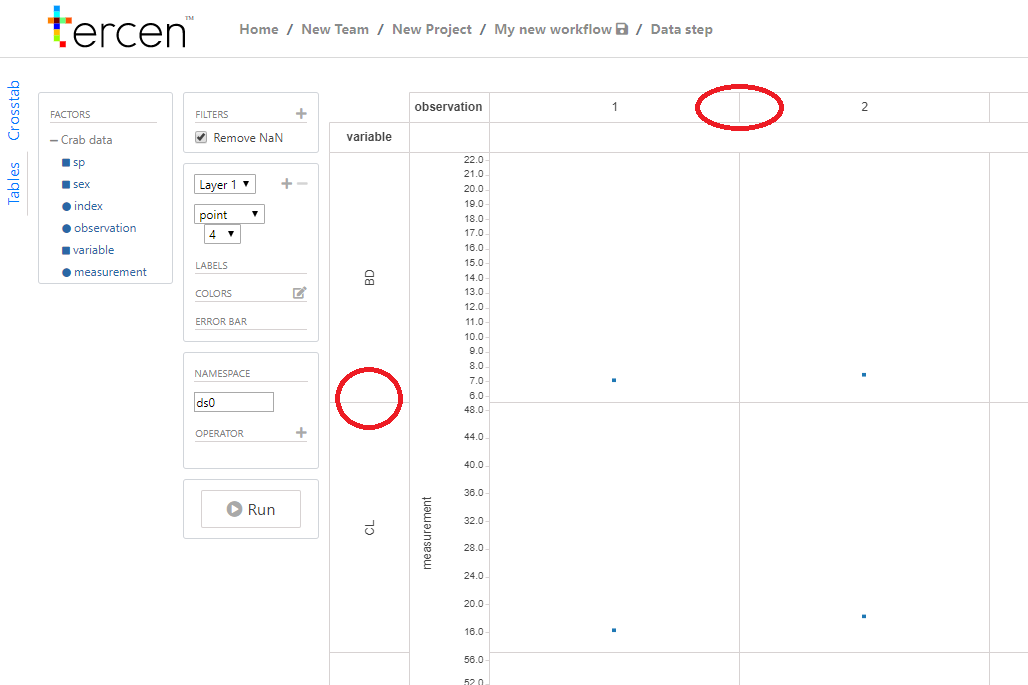 tercen™
Home / New Team / New Project / My new workflow / Data step
Crosstab
Tables
FACTORS
Crab data
sp
sex
index
observation
variable
measurement
FILTERS +
Remove NaN
Layer 1
point
4
LABELS
COLORS
ERROR BAR
NAMESPACE
ds0
OPERATOR +
Run
observation 1 2
variable
BD
22.0
21.0
20.0
19.0
18.0
17.0
16.0
15.0
14.0
13.0
12.0
11.0
10.0
9.0
8.0
7.0
6.0
CL
measurement
48.0
44.0
40.0
36.0
32.0
28.0
24.0
20.0
16.0
56.0
52.0